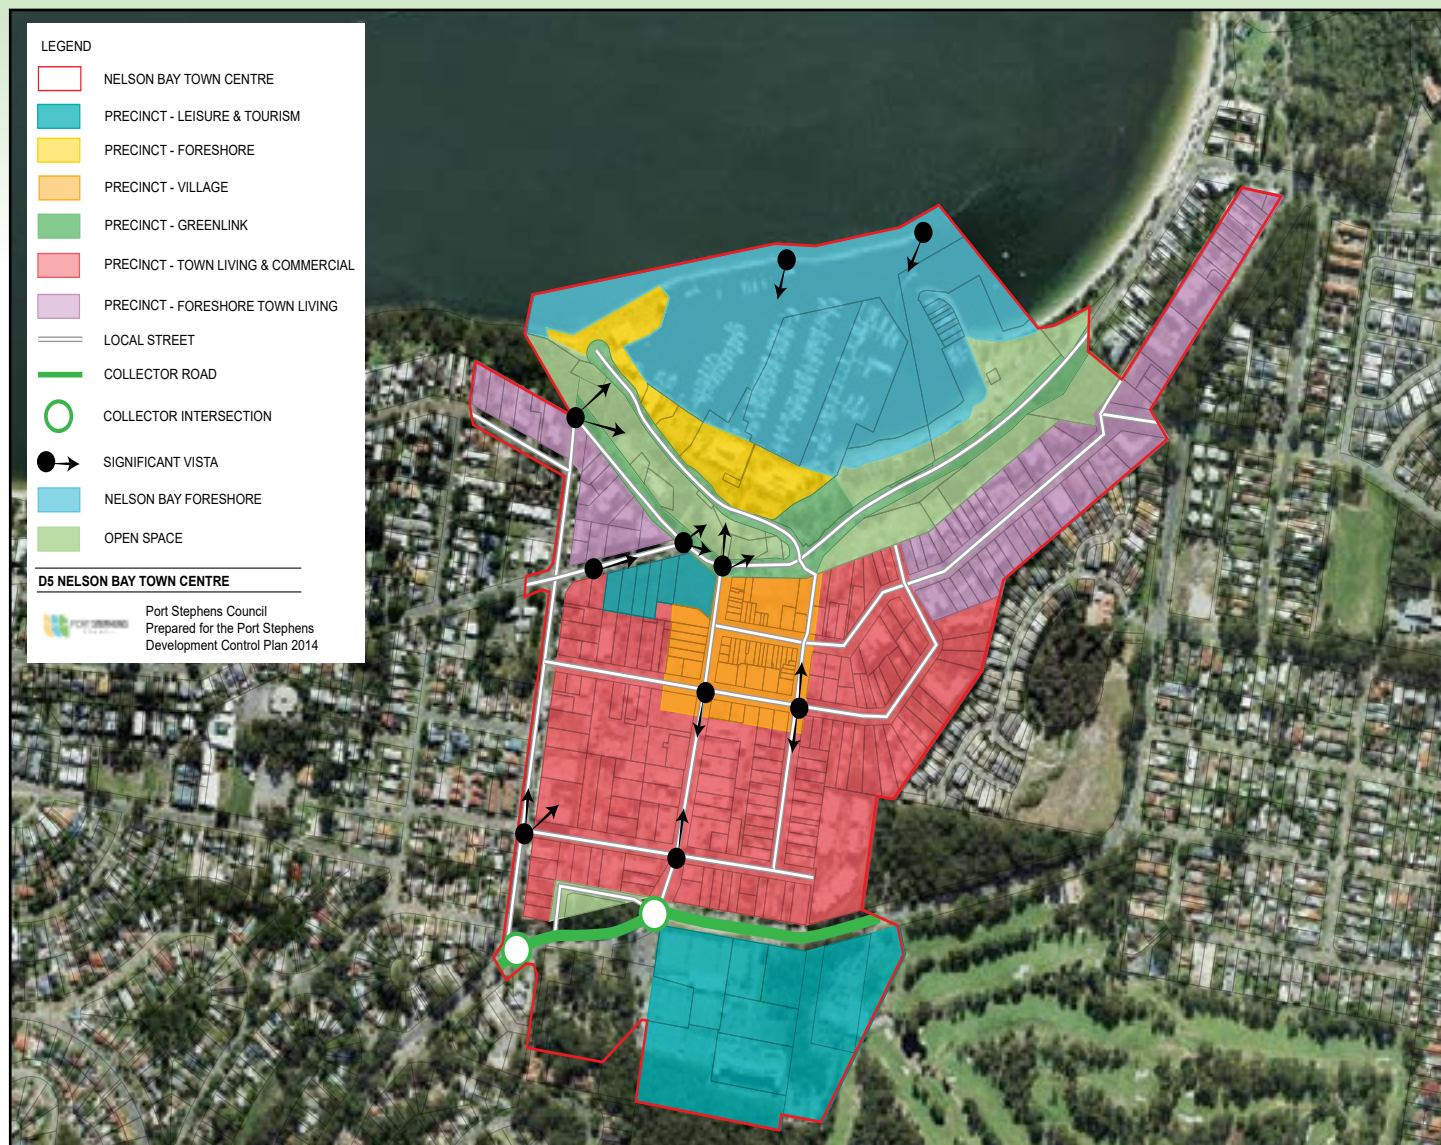 LEGEND
NELSON BAY TOWN CENTRE
PRECINCT - LEISURE & TOURISM
PRECINCT - FORESHORE
PRECINCT - VILLAGE
PRECINCT - GREENLINK
PRECINCT - TOWN LIVING & COMMERCIAL
PRECINCT - FORESHORE TOWN LIVING
LOCAL STREET
COLLECTOR ROAD
COLLECTOR INTERSECTION
SIGNIFICANT VISTA
NELSON BAY FORESHORE
OPEN SPACE
D5 NELSON BAY TOWN CENTRE
PORT STEPHENS
Port Stephens Council
Prepared for the Port Stephens
Development Control Plan 2014